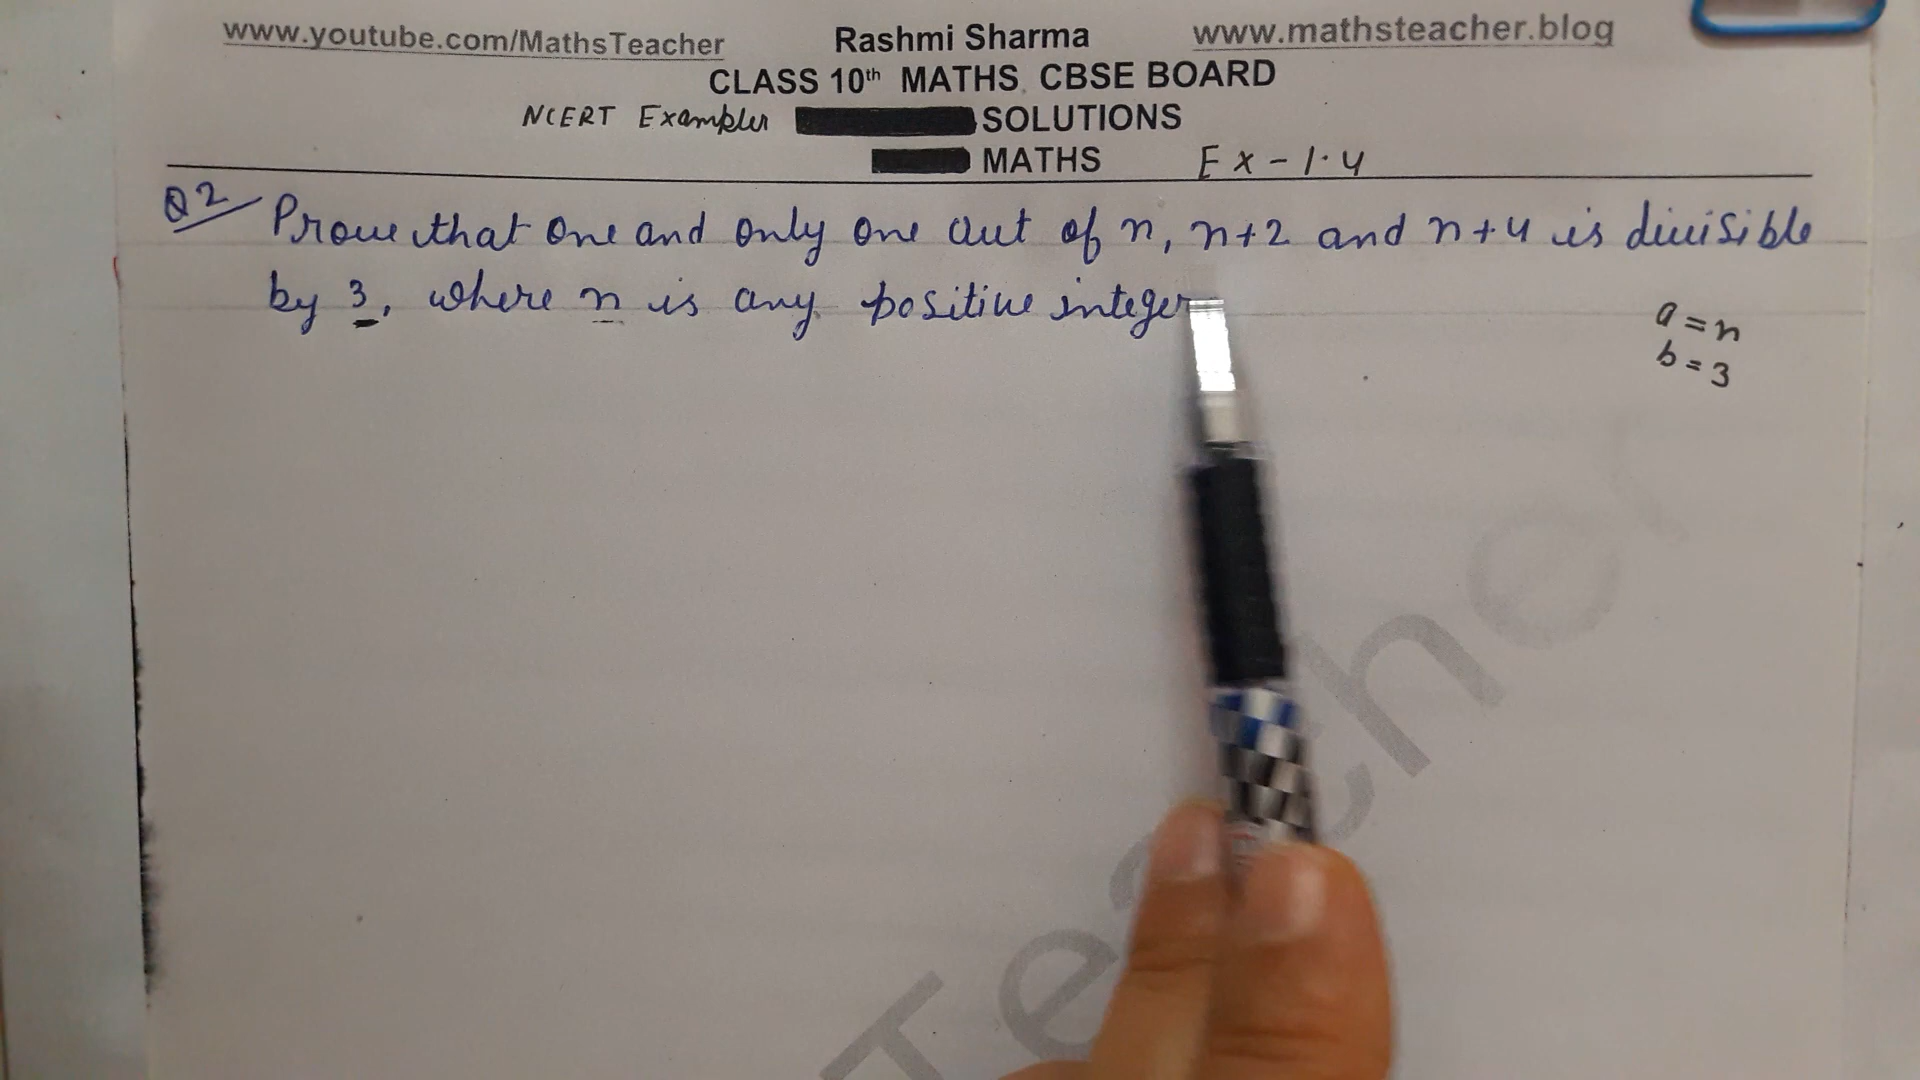 www.youtube.com/MathsTeacher Rashmi Sharma www.mathsteacher.blog
CLASS 10th MATHS CBSE BOARD
NCERT Exampler SOLUTIONS
MATHS Ex-1.4
Q2 Prove that one and only one out of n, n+2 and n+4 is divisible
by 3, where n is any positive integer
a=n
b=3
Teacher